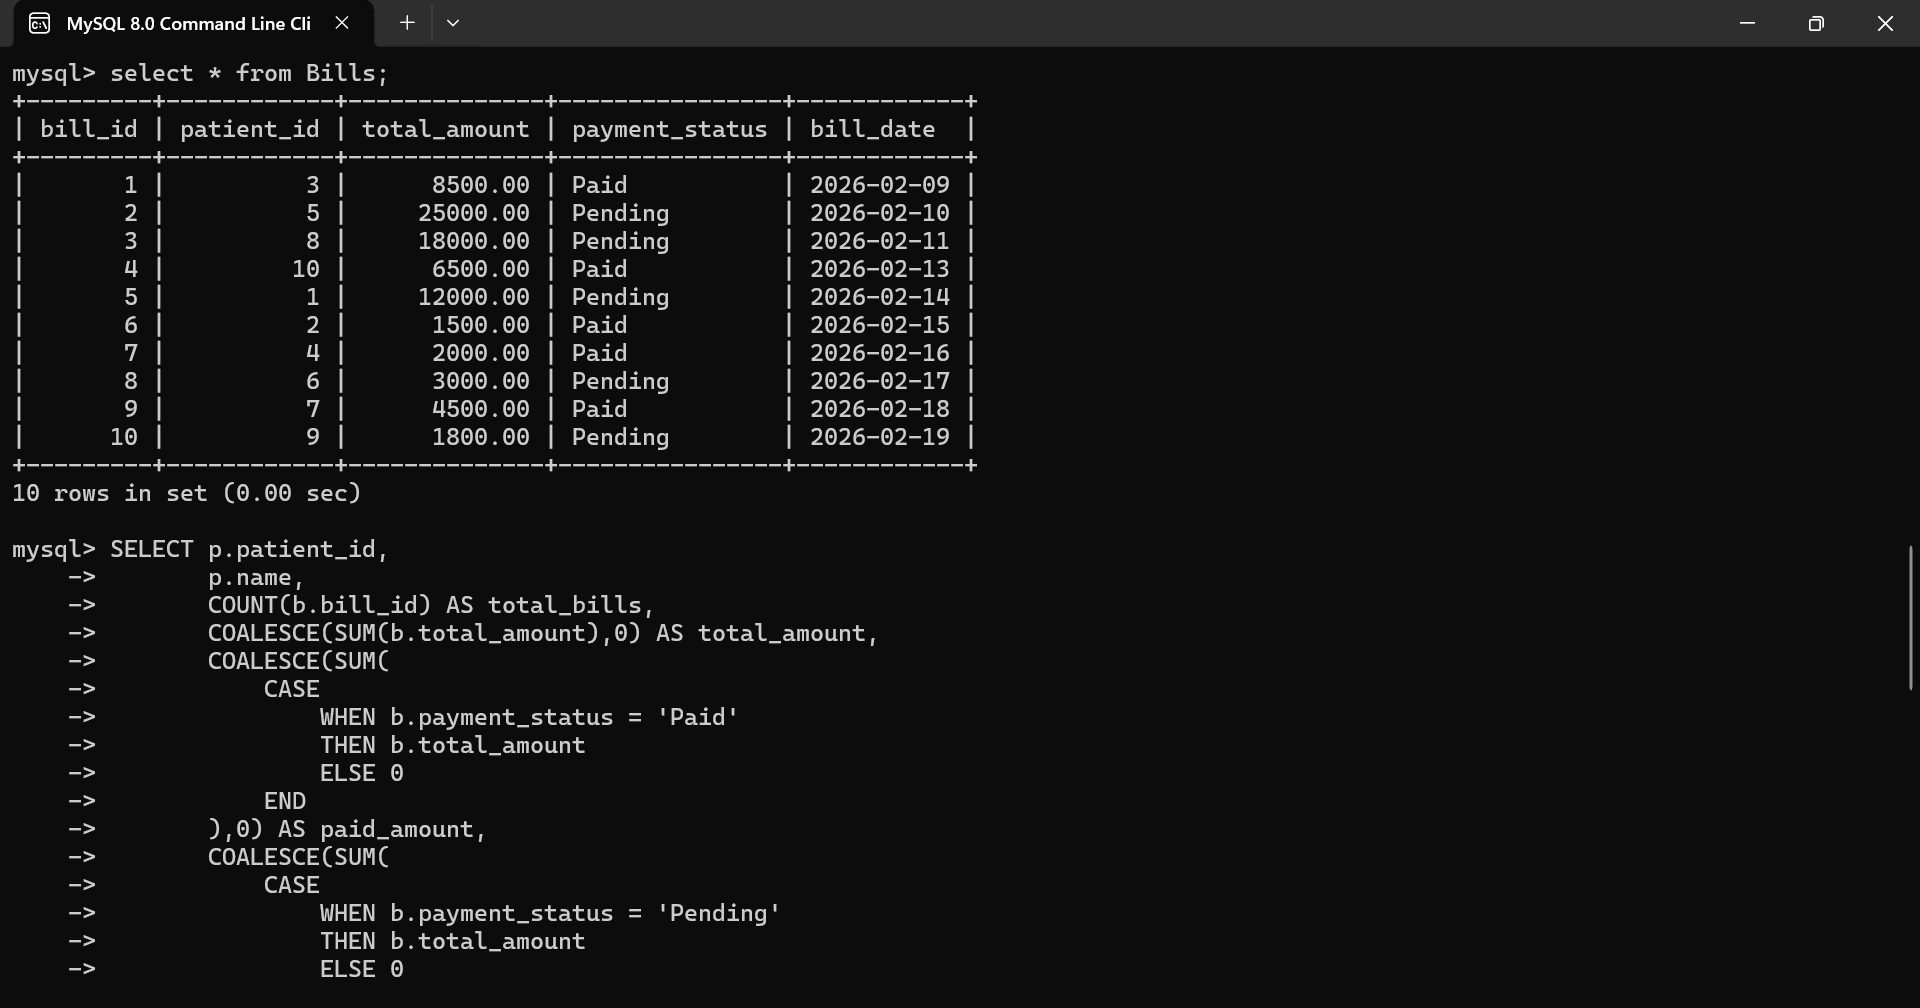 MySQL 8.0 Command Line Cli
mysql> select * from Bills;
+---------+------------+--------------+----------------+------------+
| bill_id | patient_id | total_amount | payment_status | bill_date  |
+---------+------------+--------------+----------------+------------+
|       1 |          3 |      8500.00 | Paid           | 2026-02-09 |
|       2 |          5 |     25000.00 | Pending        | 2026-02-10 |
|       3 |          8 |     18000.00 | Pending        | 2026-02-11 |
|       4 |         10 |      6500.00 | Paid           | 2026-02-13 |
|       5 |          1 |     12000.00 | Pending        | 2026-02-14 |
|       6 |          2 |      1500.00 | Paid           | 2026-02-15 |
|       7 |          4 |      2000.00 | Paid           | 2026-02-16 |
|       8 |          6 |      3000.00 | Pending        | 2026-02-17 |
|       9 |          7 |      4500.00 | Paid           | 2026-02-18 |
|      10 |          9 |      1800.00 | Pending        | 2026-02-19 |
+---------+------------+--------------+----------------+------------+
10 rows in set (0.00 sec)

mysql> SELECT p.patient_id,
    ->        p.name,
    ->        COUNT(b.bill_id) AS total_bills,
    ->        COALESCE(SUM(b.total_amount),0) AS total_amount,
    ->        COALESCE(SUM(
    ->            CASE
    ->                WHEN b.payment_status = 'Paid'
    ->                THEN b.total_amount
    ->                ELSE 0
    ->            END
    ->        ),0) AS paid_amount,
    ->        COALESCE(SUM(
    ->            CASE
    ->                WHEN b.payment_status = 'Pending'
    ->                THEN b.total_amount
    ->                ELSE 0